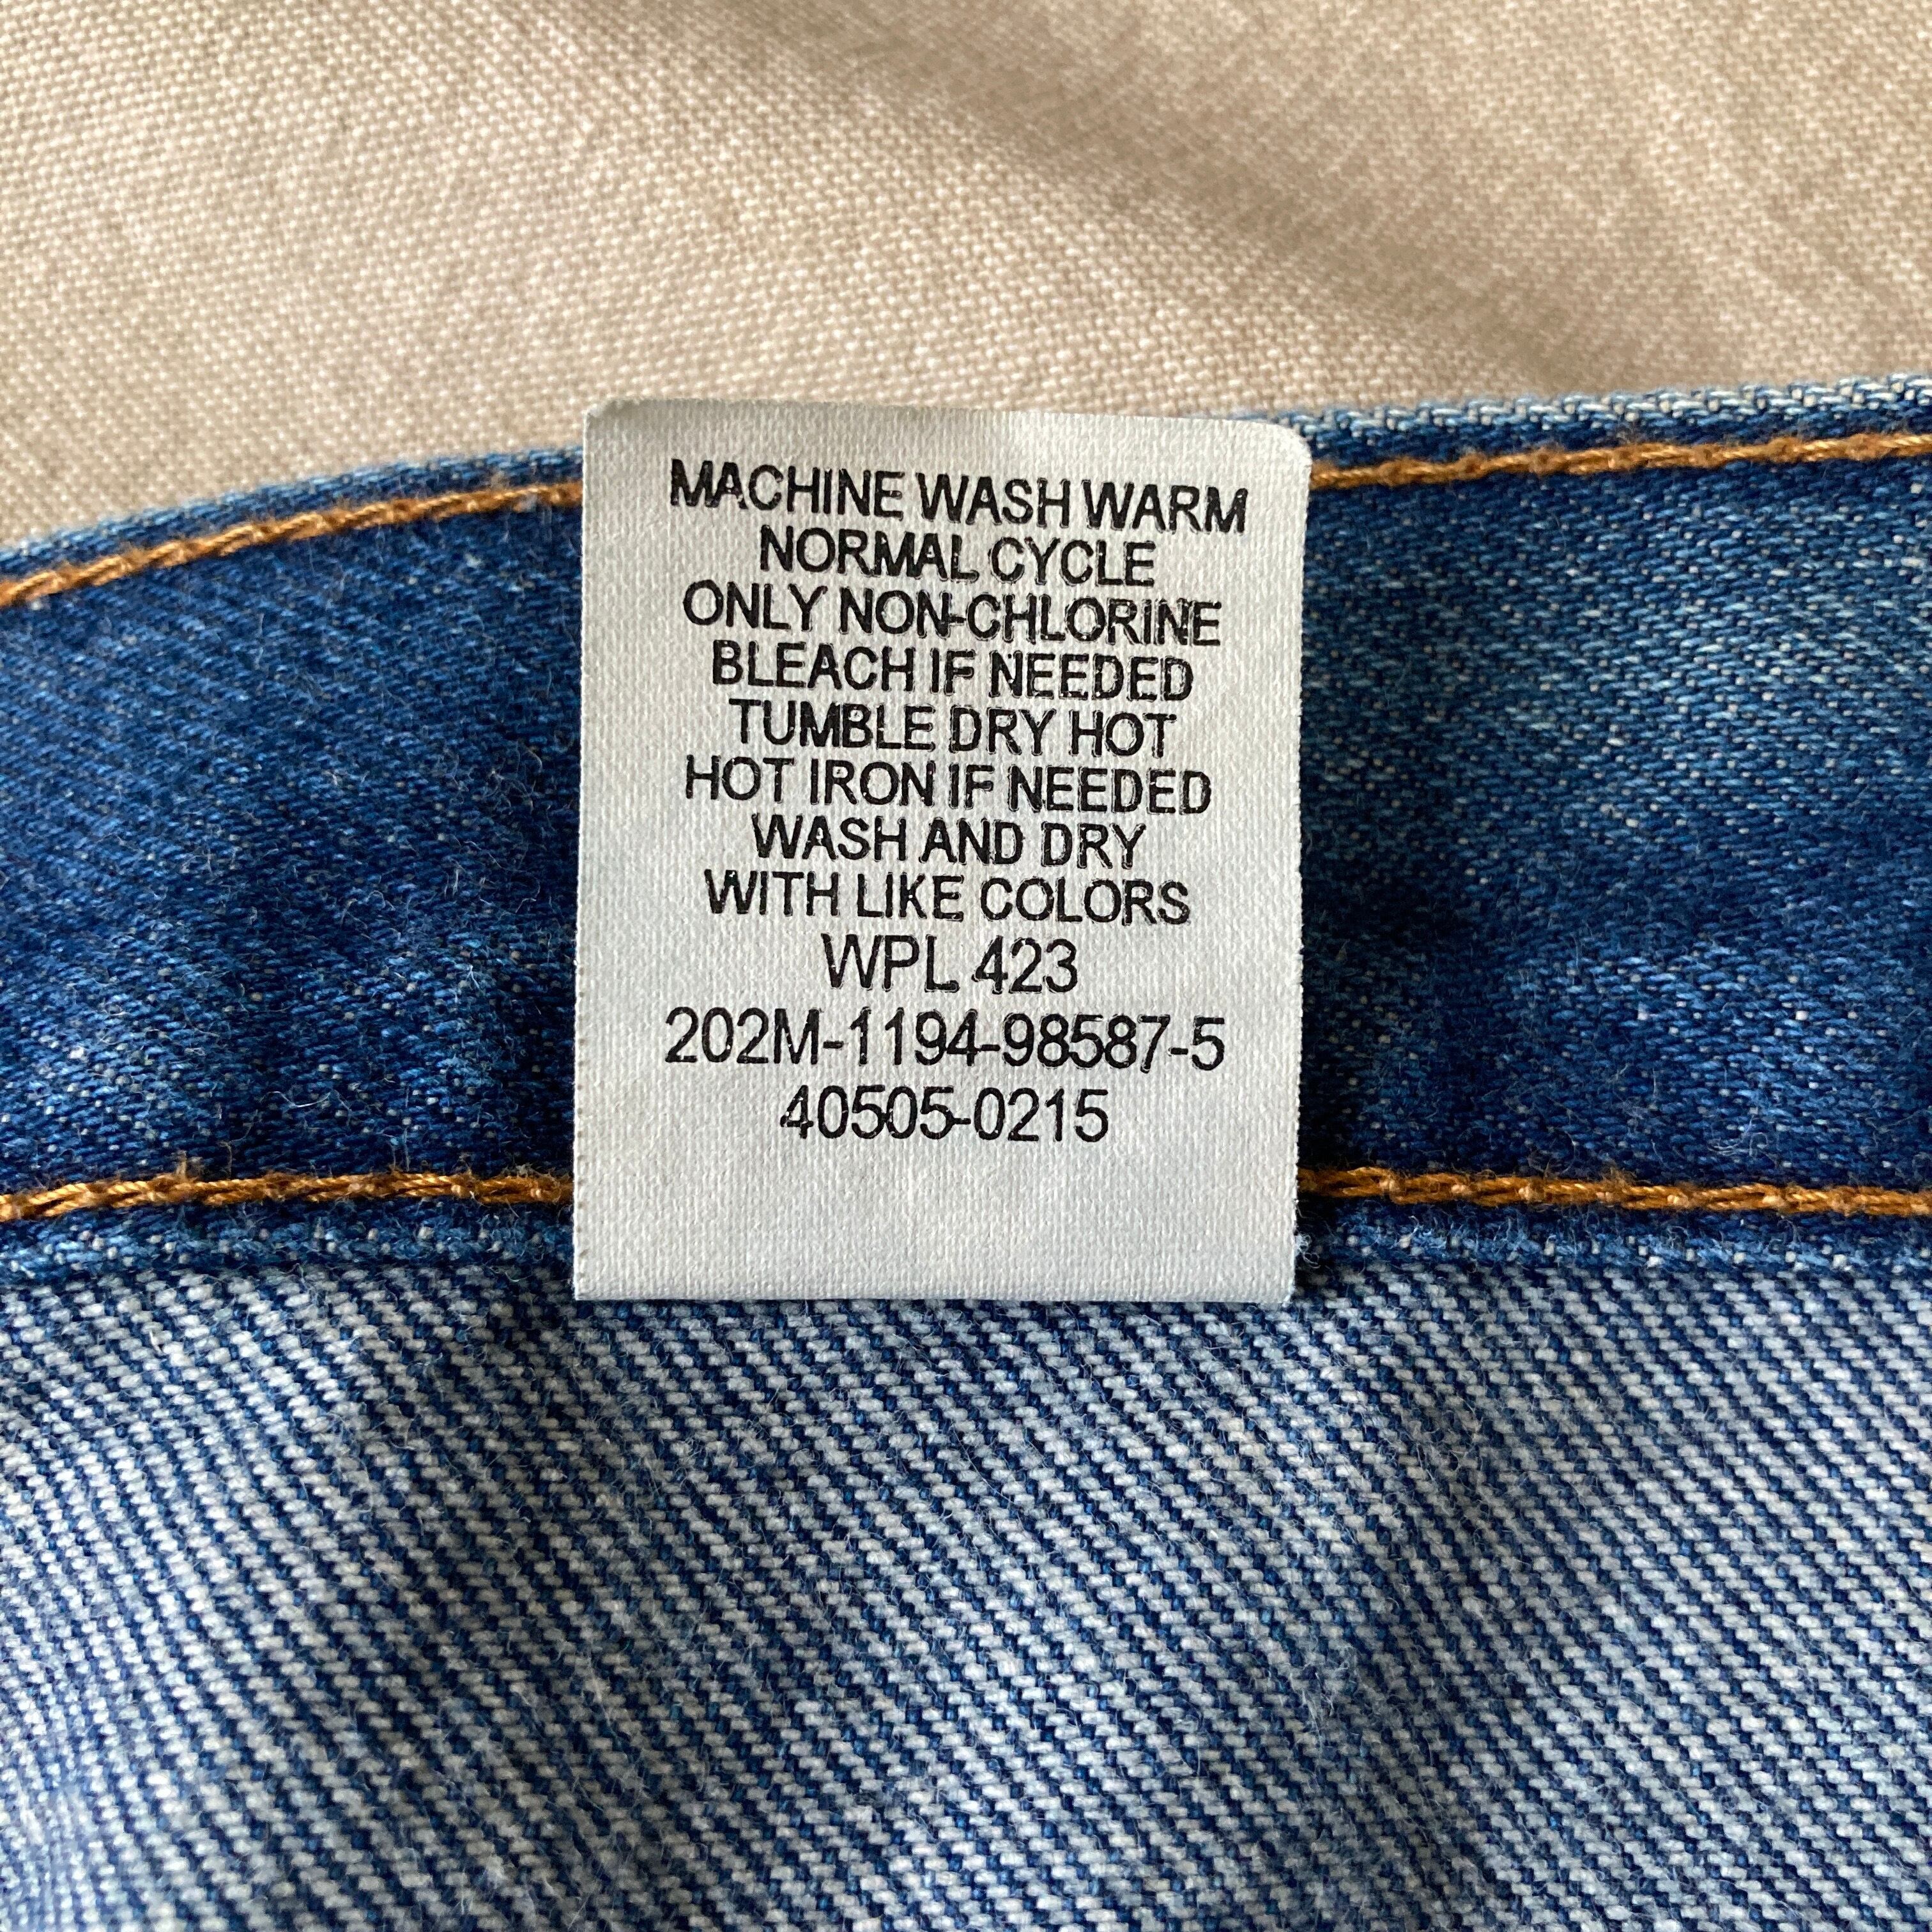 MACHINE WASH WARM
NORMAL CYCLE
ONLY NON-CHLORINE
BLEACH IF NEEDED
TUMBLE DRY HOT
HOT IRON IF NEEDED
WASH AND DRY
WITH LIKE COLORS
WPL 423
202M-1194-98587-5
40505-0215